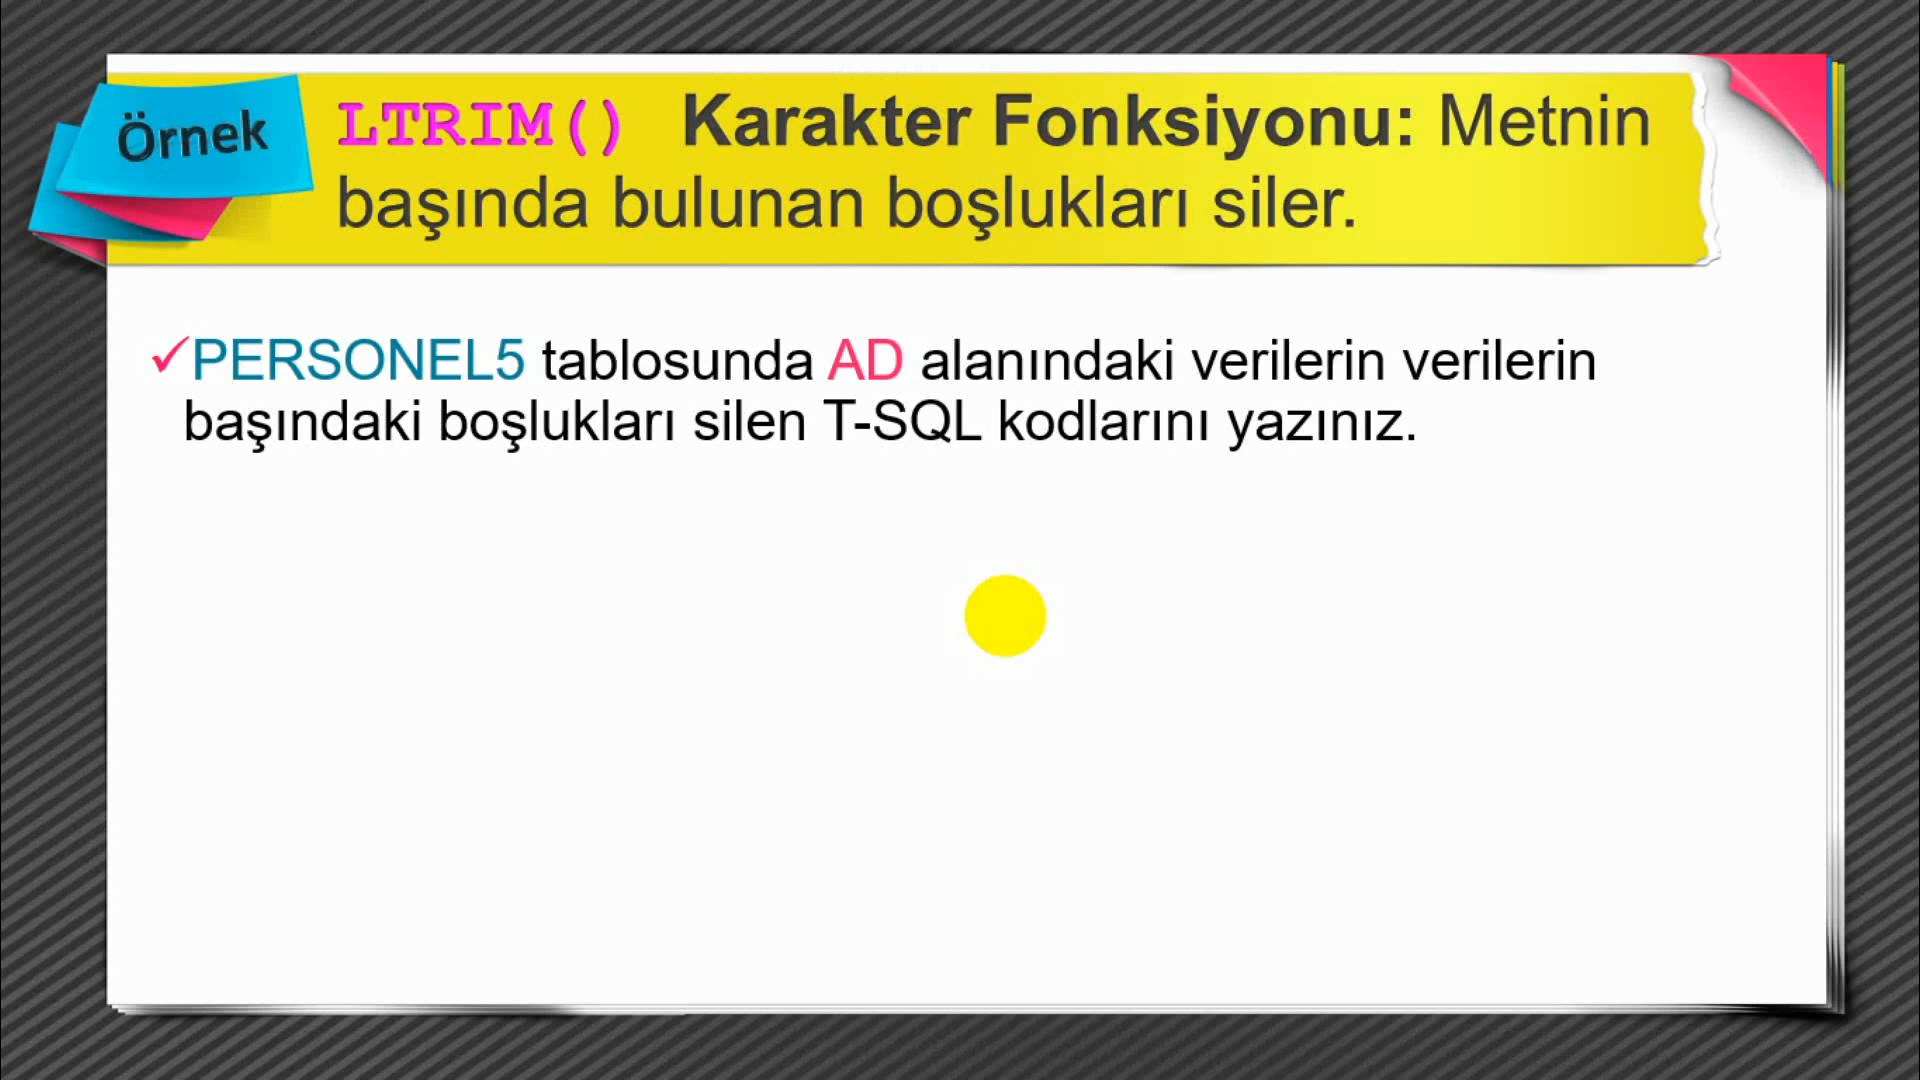 Örnek
LTRIM() Karakter Fonksiyonu: Metnin
başında bulunan boşlukları siler.
✓PERSONEL5 tablosunda AD alanındaki verilerin verilerin
başındaki boşlukları silen T-SQL kodlarını yazınız.